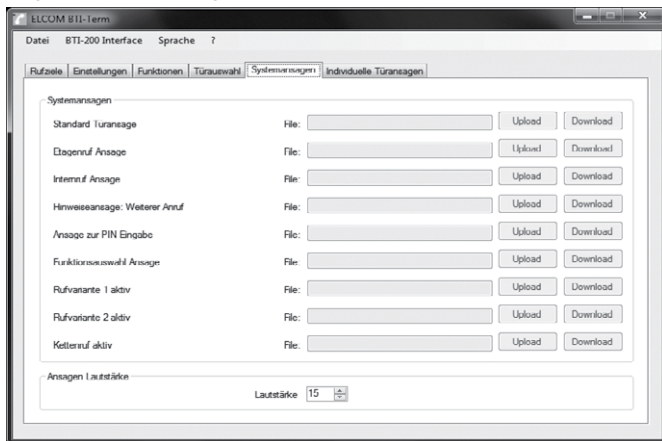 ELCOM BTI-Term
Datei BTI-200 Interface Sprache ?
Rufziele Einstellungen Funktionen Türauswahl Systemansagen Individuelle Türansagen
Systemansagen
Standard Türansage File: Upload Download
Etagenruf Ansage File: Upload Download
Internruf Ansage File: Upload Download
Hinweiseansage: Weiterer Anruf File: Upload Download
Ansage zur PIN Eingabe File: Upload Download
Funktionsauswahl Ansage File: Upload Download
Rufvariante 1 aktiv File: Upload Download
Rufvariante 2 aktiv File: Upload Download
Kettenruf aktiv File: Upload Download
Ansagen Lautstärke
Lautstärke 15